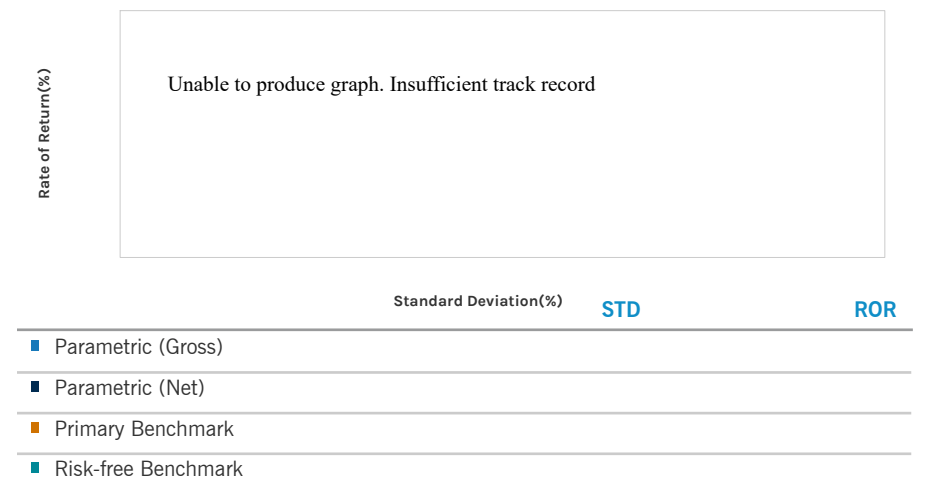 Rate of Return(%)
Unable to produce graph. Insufficient track record
Standard Deviation(%)
STD ROR
Parametric (Gross)
Parametric (Net)
Primary Benchmark
Risk-free Benchmark